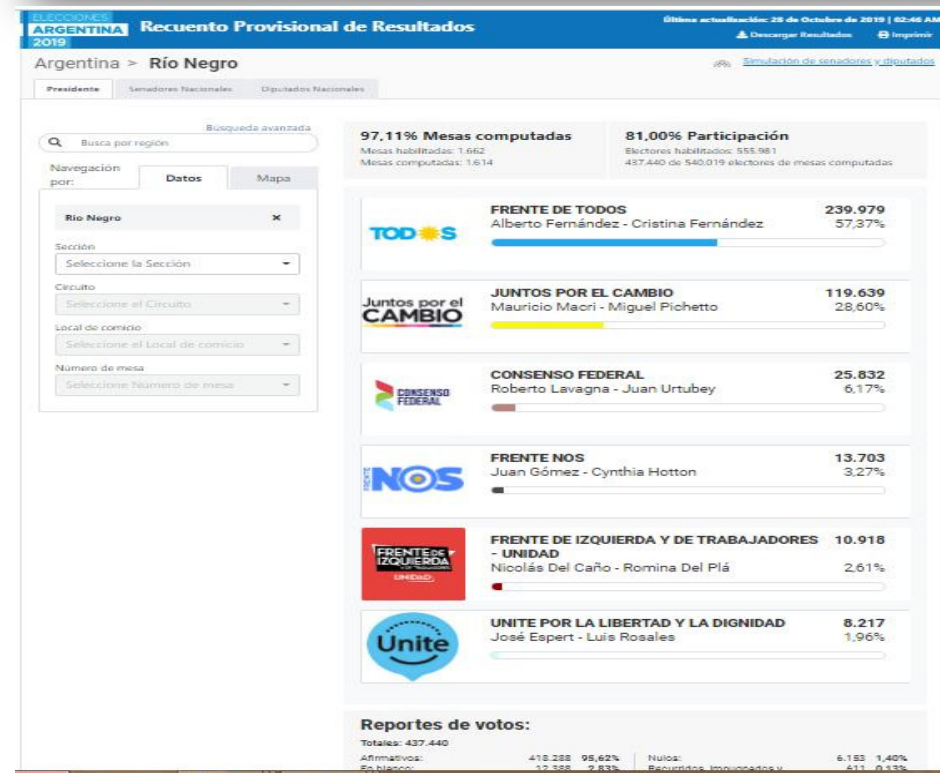 ELECCIONES
ARGENTINA
2019
Recuento Provisional de Resultados
Última actualización: 28 de Octubre de 2019 | 02:46 AM
Descargar Resultados Imprimir
Argentina > Río Negro
Simulación de senadores y diputados
Presidente Senadores Nacionales Diputados Nacionales
Búsqueda avanzada
Busca por región
Navegación
por:
Datos Mapa
Río Negro ×
Sección
Seleccione la Sección
Circuito
Seleccione el Circuito
Local de comicio
Seleccione el Local de comicio
Número de mesa
Seleccione Número de mesa
97,11% Mesas computadas
Mesas habilitadas: 1.662
Mesas computadas: 1.614
81,00% Participación
Electores habilitados: 555.981
437.440 de 540.019 electores de mesas computadas
TODOS
FRENTE DE TODOS 239.979
Alberto Fernández - Cristina Fernández 57,37%
Juntos por el
CAMBIO
JUNTOS POR EL CAMBIO 119.639
Mauricio Macri - Miguel Pichetto 28,60%
CONSENSO
FEDERAL
CONSENSO FEDERAL 25.832
Roberto Lavagna - Juan Urtubey 6,17%
FRENTE
NOS
FRENTE NOS 13.703
Juan Gómez - Cynthia Hotton 3,27%
FRENTE DE
IZQUIERDA
UNIDAD
FRENTE DE IZQUIERDA Y DE TRABAJADORES 10.918
- UNIDAD
Nicolás Del Caño - Romina Del Plá 2,61%
Unite
UNITE POR LA LIBERTAD Y LA DIGNIDAD 8.217
José Espert - Luis Rosales 1,96%
Reportes de votos:
Totales: 437.440
Afirmativos: 418.288 95,62% Nulos: 6.153 1,40%
En blanco: 12.388 2,83% Recurridos, impugnados y 611 0,13%